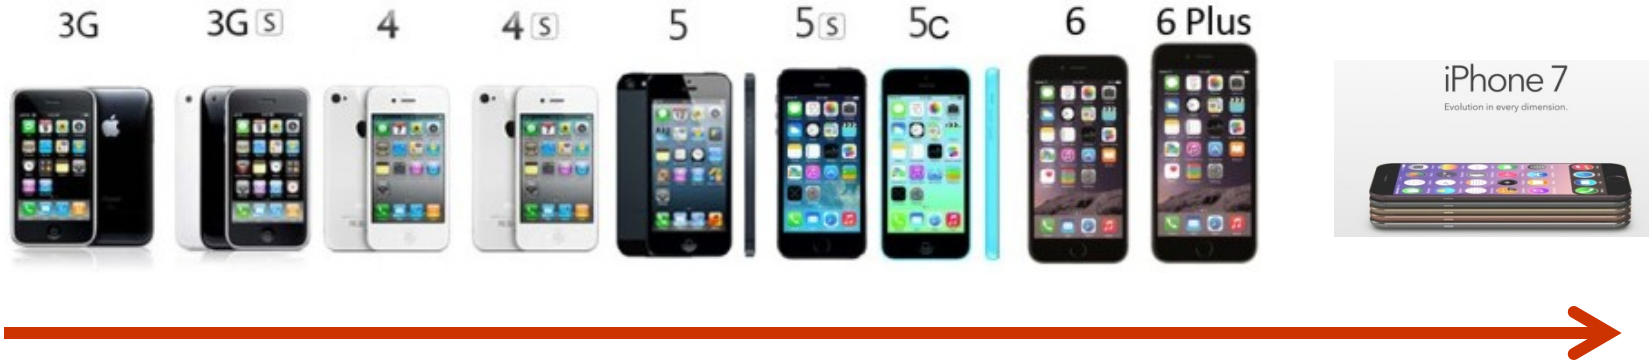 3G
3G S
4
4 S
5
5 S
5c
6
6 Plus
iPhone 7
Evolution in every dimension.